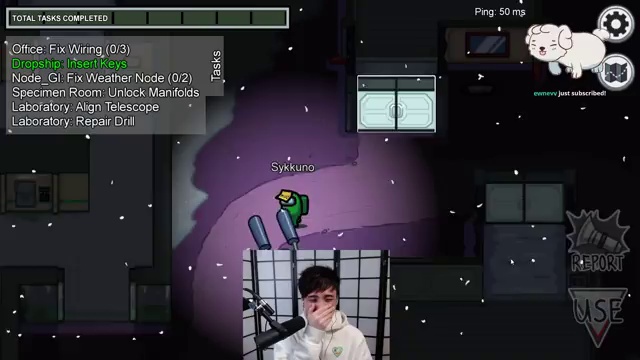 TOTAL TASKS COMPLETED
Ping: 50 ms
Office: Fix Wiring (0/3)
Dropship: Insert Keys
Node_GI: Fix Weather Node (0/2)
Specimen Room: Unlock Manifolds
Laboratory: Align Telescope
Laboratory: Repair Drill
Tasks
ewnevv just subscribed!
Sykkuno
REPORT
USE